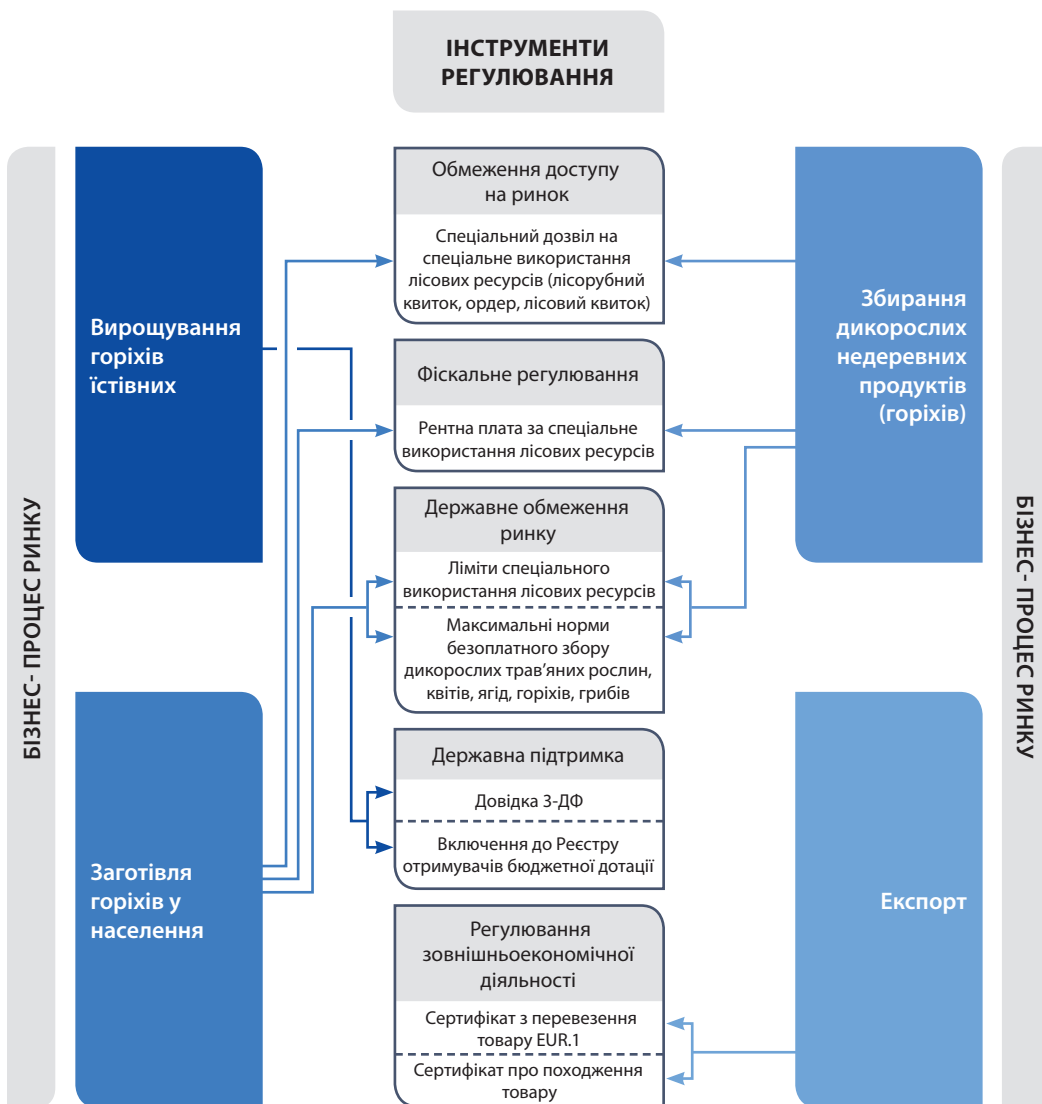 ІНСТРУМЕНТИ
РЕГУЛЮВАННЯ
БІЗНЕС- ПРОЦЕС РИНКУ
Вирощування
горіхів
їстівних
Заготівля
горіхів у
населення
Обмеження доступу
на ринок
Спеціальний дозвіл на
спеціальне використання
лісових ресурсів (лісорубний
квиток, ордер, лісовий квиток)
Фіскальне регулювання
Рентна плата за спеціальне
використання лісових ресурсів
Державне обмеження
ринку
Ліміти спеціального
використання лісових ресурсів
Максимальні норми
безоплатного збору
дикорослих трав’яних рослин,
квітів, ягід, горіхів, грибів
Державна підтримка
Довідка 3-ДФ
Включення до Реєстру
отримувачів бюджетної дотації
Регулювання
зовнішньоекономічної
діяльності
Сертифікат з перевезення
товару EUR.1
Сертифікат про походження
товару
Збирання
дикорослих
недеревних
продуктів
(горіхів)
Експорт
БІЗНЕС- ПРОЦЕС РИНКУ